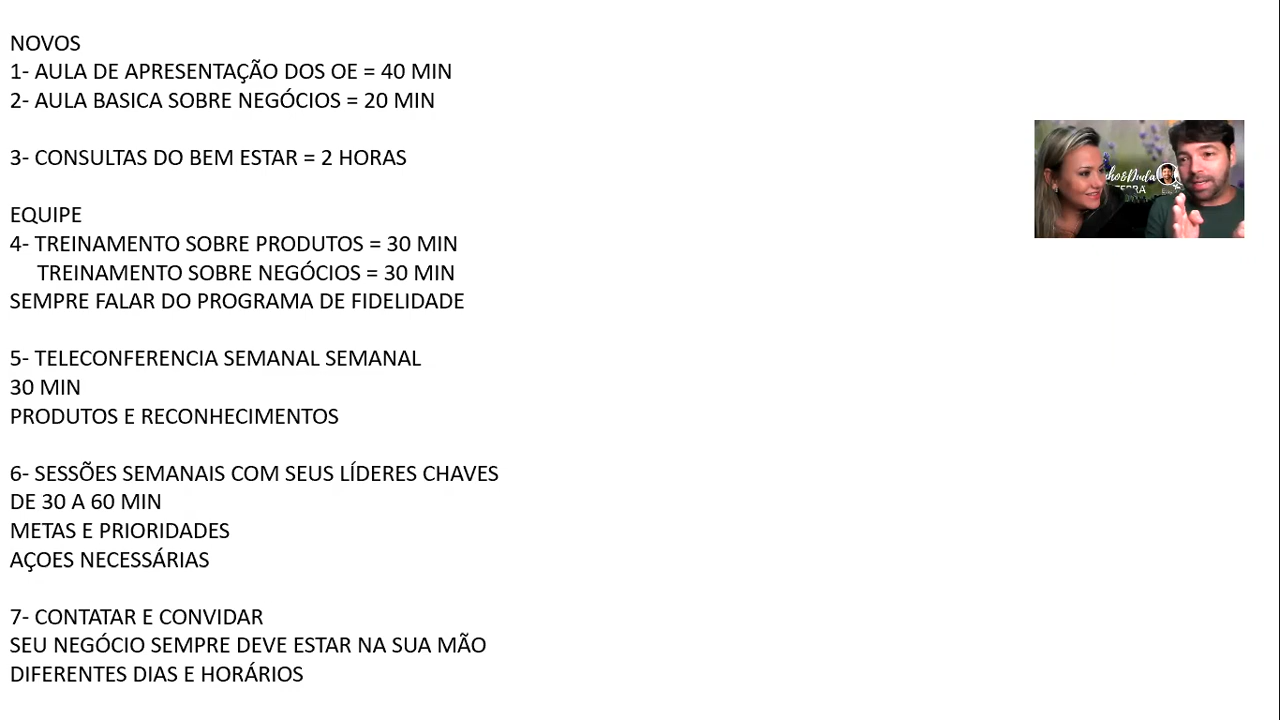 NOVOS
1- AULA DE APRESENTAÇÃO DOS OE = 40 MIN
2- AULA BASICA SOBRE NEGÓCIOS = 20 MIN
3- CONSULTAS DO BEM ESTAR = 2 HORAS
EQUIPE
4- TREINAMENTO SOBRE PRODUTOS = 30 MIN
TREINAMENTO SOBRE NEGÓCIOS = 30 MIN
SEMPRE FALAR DO PROGRAMA DE FIDELIDADE
5- TELECONFERENCIA SEMANAL SEMANAL
30 MIN
PRODUTOS E RECONHECIMENTOS
6- SESSÕES SEMANAIS COM SEUS LÍDERES CHAVES
DE 30 A 60 MIN
METAS E PRIORIDADES
AÇOES NECESSÁRIAS
7- CONTATAR E CONVIDAR
SEU NEGÓCIO SEMPRE DEVE ESTAR NA SUA MÃO
DIFERENTES DIAS E HORÁRIOS